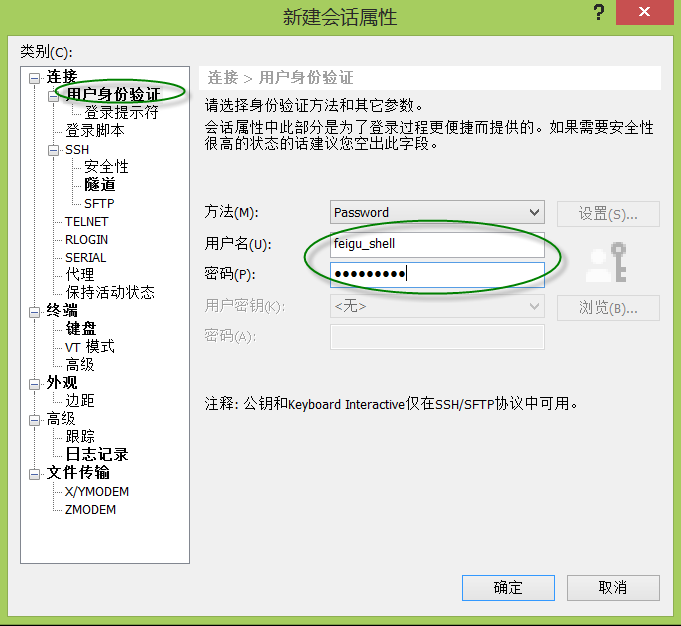 新建会话属性
?
类别(C):
连接
用户身份验证
登录提示符
登录脚本
SSH
安全性
隧道
SFTP
TELNET
RLOGIN
SERIAL
代理
保持活动状态
终端
键盘
VT 模式
高级
外观
边距
高级
跟踪
日志记录
文件传输
X/YMODEM
ZMODEM
连接 > 用户身份验证
请选择身份验证方法和其它参数。
会话属性中此部分是为了登录过程更便捷而提供的。如果需要安全性
很高的状态的话建议您空出此字段。
方法(M): Password 设置(S)...
用户名(U): feigu_shell
密码(P): ●●●●●●●●●
用户密钥(K): <无> 浏览(B)...
密码(A):
注释: 公钥和Keyboard Interactive仅在SSH/SFTP协议中可用。
确定 取消